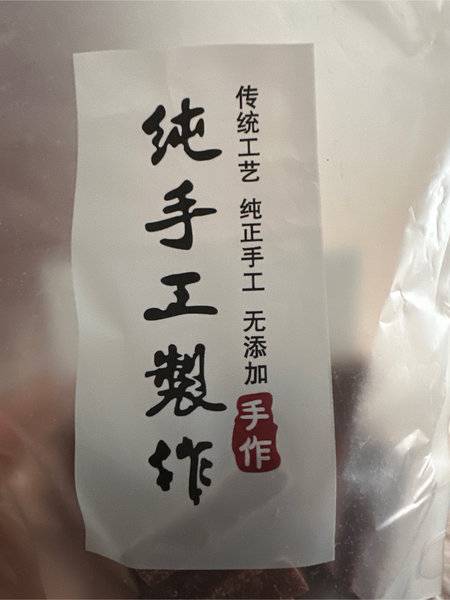 纯手工製作
传统工艺 纯正手工 无添加
手作